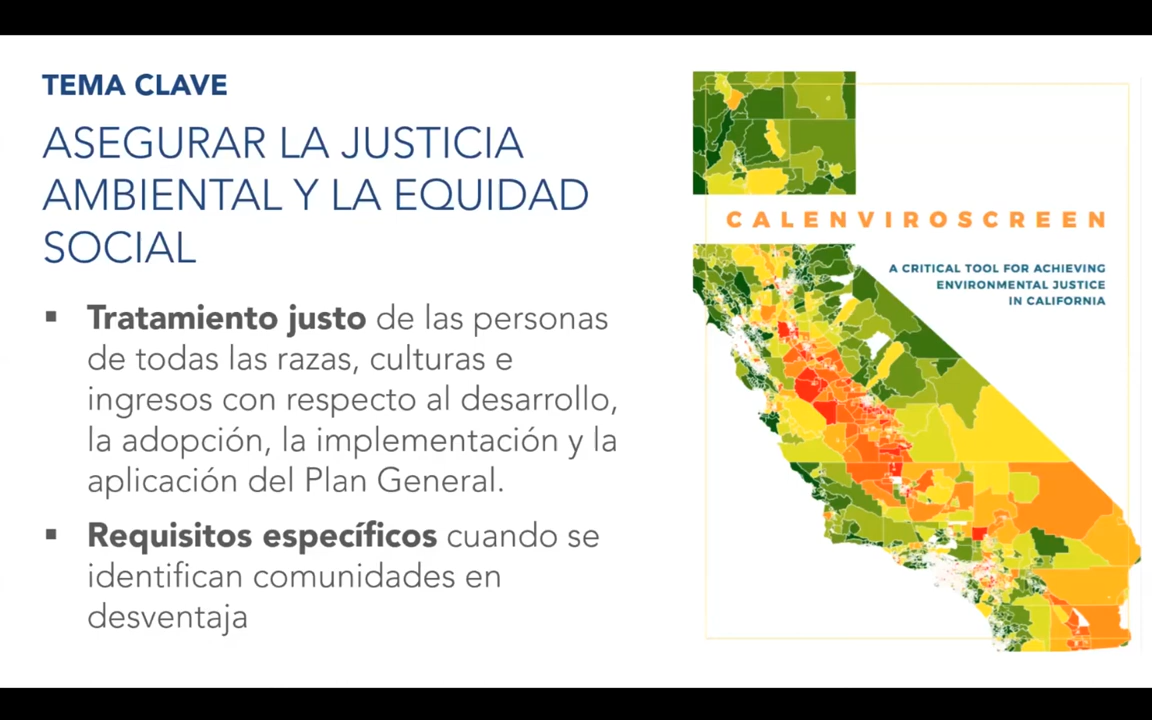 TEMA CLAVE
ASEGURAR LA JUSTICIA
AMBIENTAL Y LA EQUIDAD
SOCIAL
▪ Tratamiento justo de las personas
de todas las razas, culturas e
ingresos con respecto al desarrollo,
la adopción, la implementación y la
aplicación del Plan General.
▪ Requisitos específicos cuando se
identifican comunidades en
desventaja
CALENVIROSCREEN
A CRITICAL TOOL FOR ACHIEVING
ENVIRONMENTAL JUSTICE
IN CALIFORNIA